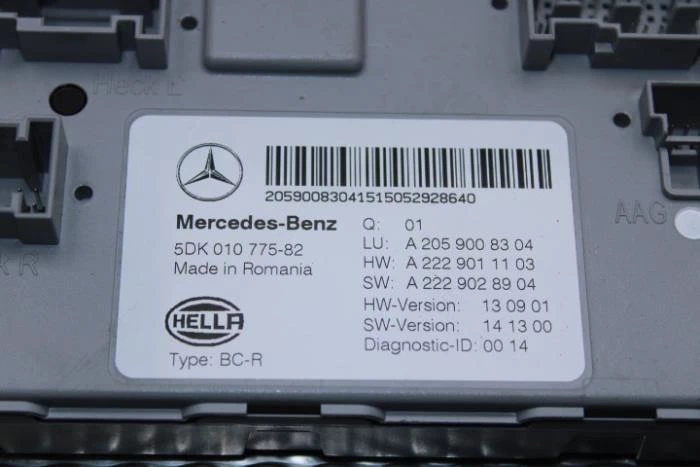 Heck L
20590083041515052928640
Mercedes-Benz
5DK 010 775-82
Made in Romania
HELLA
Type: BC-R
Q: 01
LU: A 205 900 83 04
HW: A 222 901 11 03
SW: A 222 902 89 04
HW-Version: 13 09 01
SW-Version: 14 13 00
Diagnostic-ID: 00 14
AAG
R